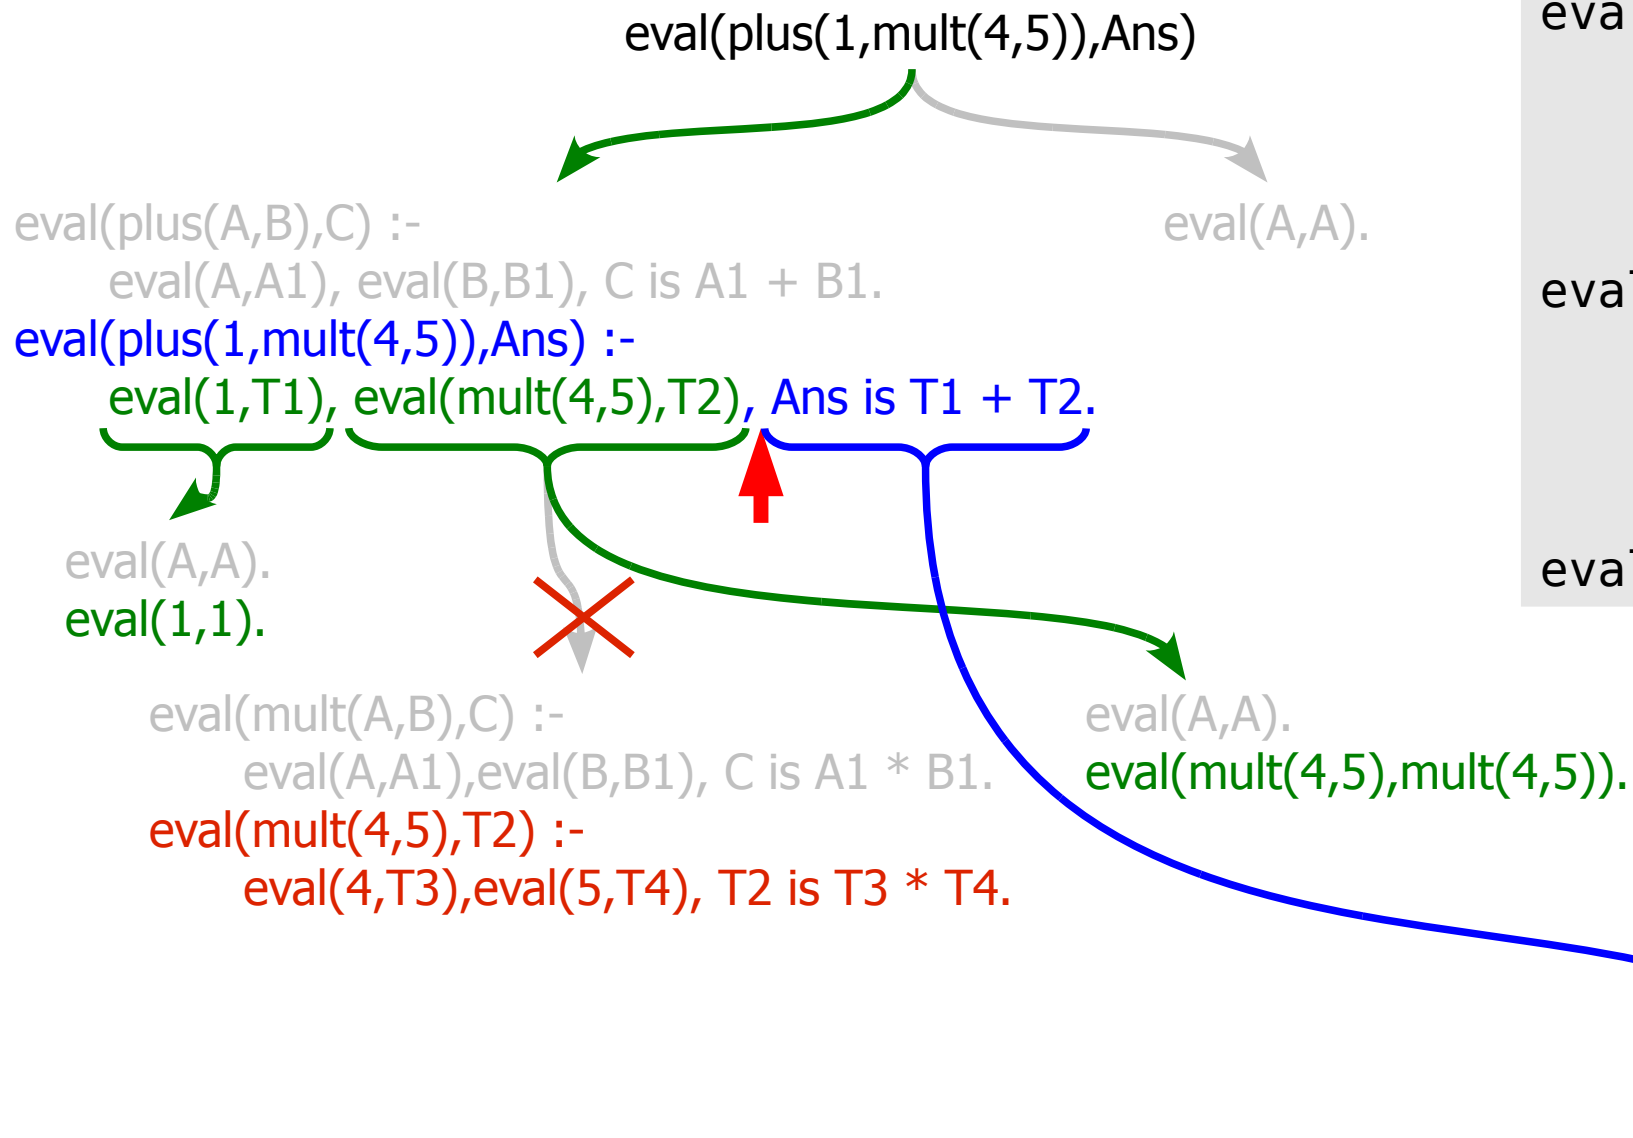 eval(plus(1,mult(4,5)),Ans)
eva
eval(plus(A,B),C) :-
eval(A,A).
eval(A,A1), eval(B,B1), C is A1 + B1.
eva
eval(plus(1,mult(4,5)),Ans) :-
eval(1,T1), eval(mult(4,5),T2), Ans is T1 + T2.
eval(A,A).
eva
eval(1,1).
eval(mult(A,B),C) :-
eval(A,A).
eval(A,A1),eval(B,B1), C is A1 * B1.
eval(mult(4,5),mult(4,5)).
eval(mult(4,5),T2) :-
eval(4,T3),eval(5,T4), T2 is T3 * T4.